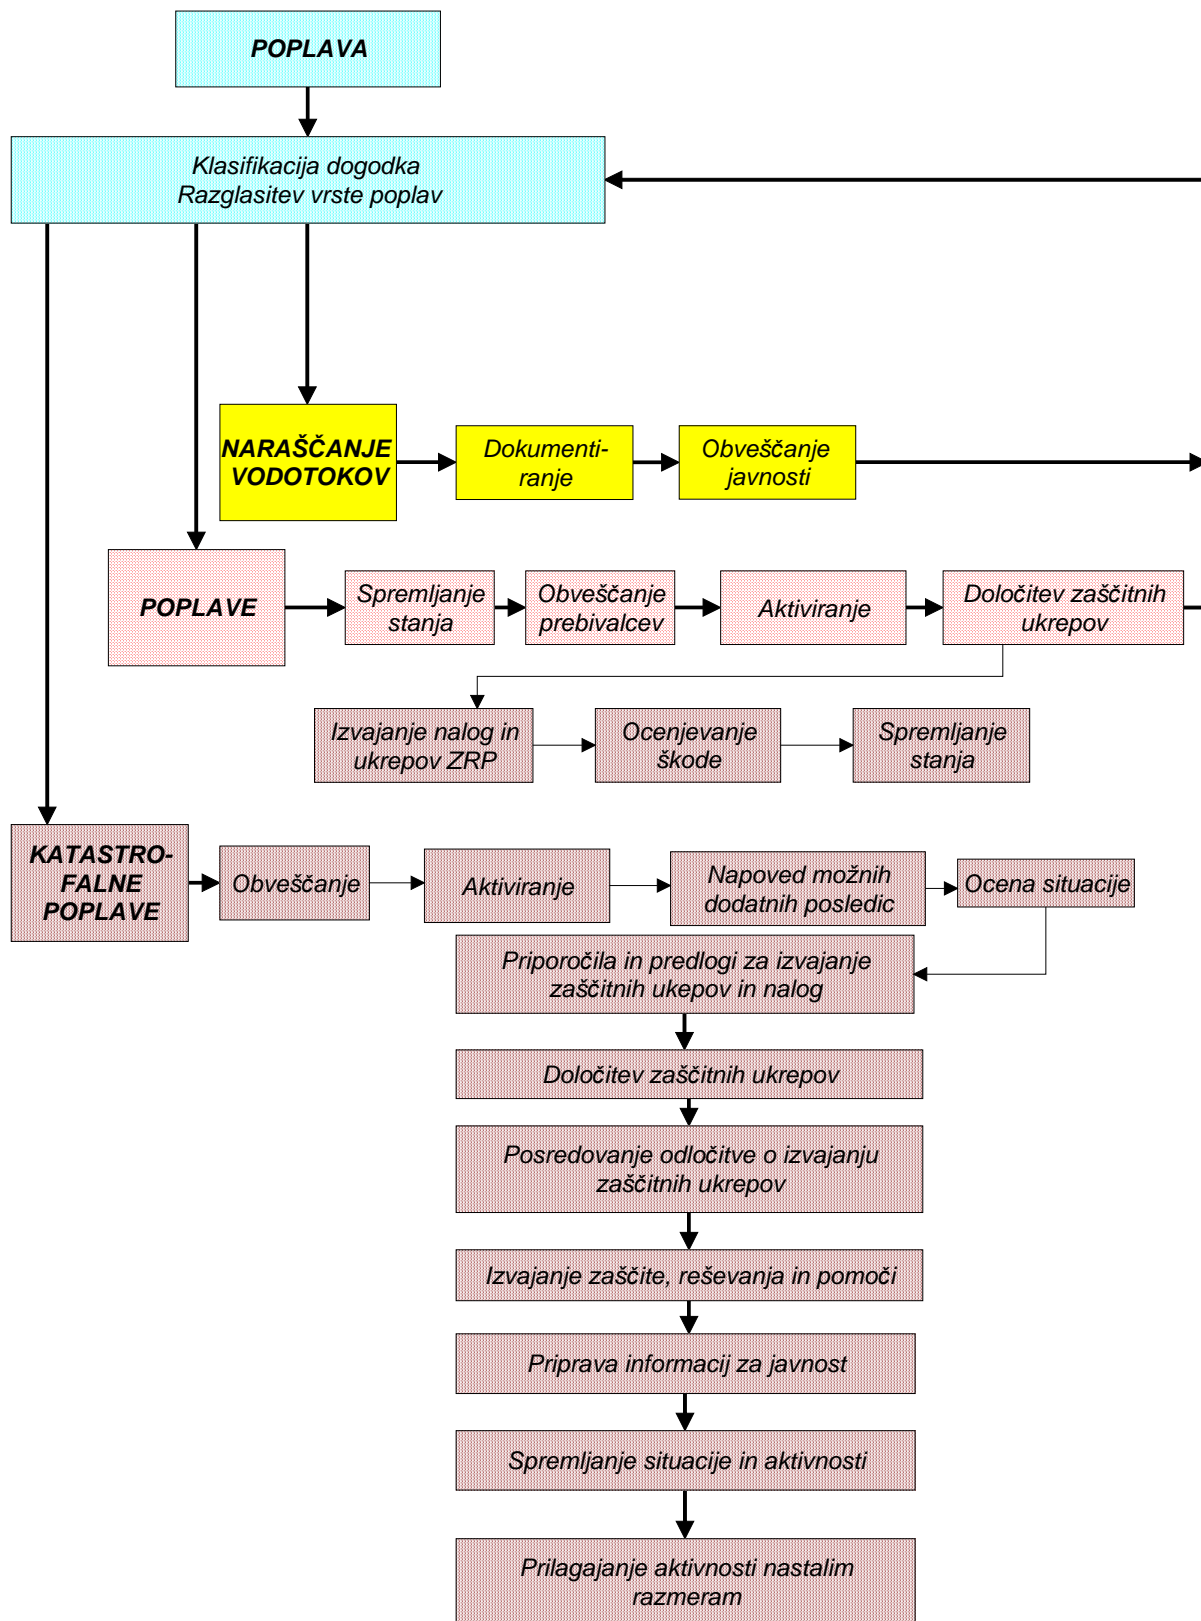 POPLAVA
Klasifikacija dogodka
Razglasitev vrste poplav
NARAŠČANJE
VODOTOKOV
Dokumenti-
ranje
Obveščanje
javnosti
POPLAVE
Spremljanje
stanja
Obveščanje
prebivalcev
Aktiviranje
Določitev zaščitnih
ukrepov
Izvajanje nalog in
ukrepov ZRP
Ocenjevanje
škode
Spremljanje
stanja
KATASTRO-
FALNE
POPLAVE
Obveščanje
Aktiviranje
Napoved možnih
dodatnih posledic
Ocena situacije
Priporočila in predlogi za izvajanje
zaščitnih ukepov in nalog
Določitev zaščitnih ukrepov
Posredovanje odločitve o izvajanju
zaščitnih ukrepov
Izvajanje zaščite, reševanja in pomoči
Priprava informacij za javnost
Spremljanje situacije in aktivnosti
Prilagajanje aktivnosti nastalim
razmeram